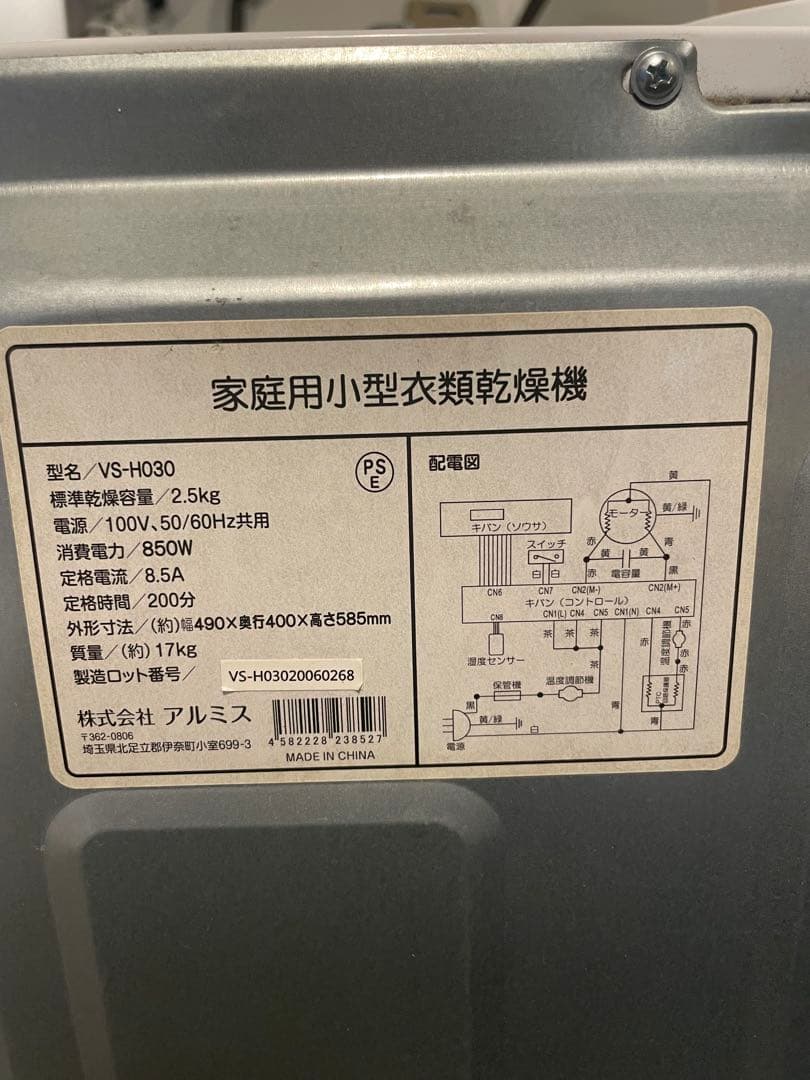 家庭用小型衣類乾燥機
型名／VS-H030
PS
E
標準乾燥容量／2.5kg
電源／100V、50/60Hz共用
消費電力／850W
定格電流／8.5A
定格時間／200分
外形寸法／(約)幅490×奥行400×高さ585mm
質量／(約)17kg
製造ロット番号／ VS-H03020060268
株式会社 アルミス
〒362-0806
埼玉県北足立郡伊奈町小室699-3
4 582228 238527
MADE IN CHINA
配電図
黄
キバン（ソウサ）
モーター
黄/緑
スイッチ
赤
青
黄
黄
白
白
赤
電容量
黒
CN6
CN7
CN2(M-)
CN2(M+)
キバン（コントロール）
CN8
CN1(L)
CN4
CN5
CN1(N)
CN4
CN5
湿度センサー
茶
茶
茶
赤
赤
茶
赤
保管機
温度調節機
黒
黄/緑
白
青
青
青
電源